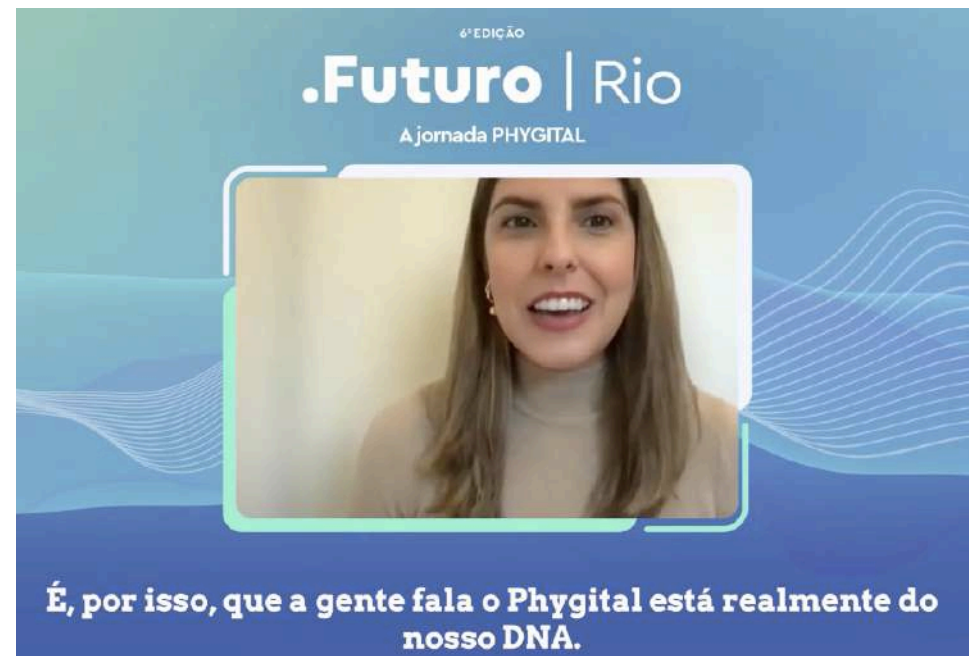 6ª EDIÇÃO
.Futuro | Rio
A jornada PHYGITAL
É, por isso, que a gente fala o Phygital está realmente do
nosso DNA.